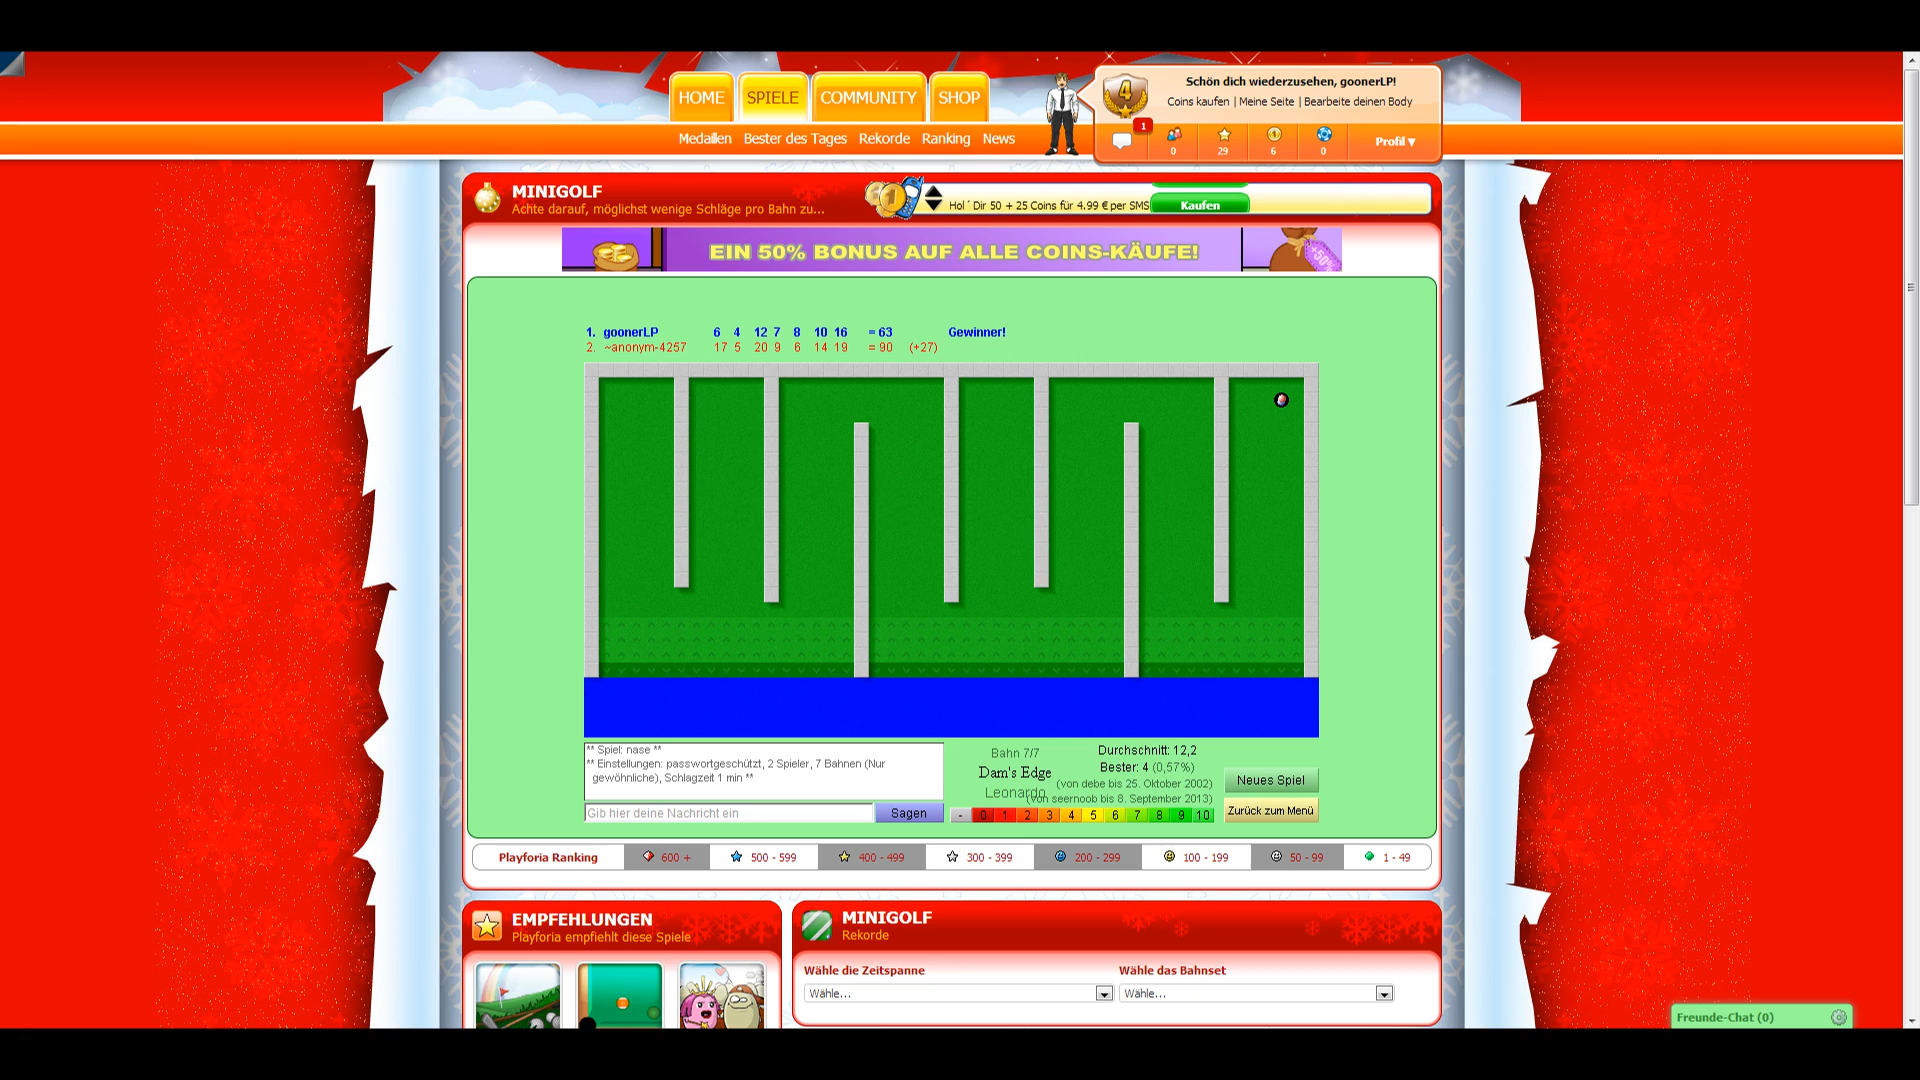 HOME SPIELE COMMUNITY SHOP
4
Schön dich wiederzusehen, goonerLP!
Coins kaufen | Meine Seite | Bearbeite deinen Body
1
0 29 6 0
Profil ▼
Medaillen Bester des Tages Rekorde Ranking News
MINIGOLF
Achte darauf, möglichst wenige Schläge pro Bahn zu...
Hol´ Dir 50 + 25 Coins für 4.99 € per SMS Kaufen
EIN 50% BONUS AUF ALLE COINS-KÄUFE!
1. goonerLP 6 4 12 7 8 10 16 = 63 Gewinner!
2. ~anonym-4257 17 5 20 9 6 14 19 = 90 (+27)
** Spiel: nase **
** Einstellungen: passwortgeschützt, 2 Spieler, 7 Bahnen (Nur
gewöhnliche), Schlagzeit 1 min **
Gib hier deine Nachricht ein
Sagen
Bahn 7/7
Dam's Edge
Leonardo
Durchschnitt: 12,2
Bester: 4 (0,57%)
(von debe bis 25. Oktober 2002)
(von seernoob bis 8. September 2013)
- 0 1 2 3 4 5 6 7 8 9 10
Neues Spiel
Zurück zum Menü
Playforia Ranking 600 + 500 - 599 400 - 499 300 - 399 200 - 299 100 - 199 50 - 99 1 - 49
EMPFEHLUNGEN
Playforia empfiehlt diese Spiele
MINIGOLF
Rekorde
Wähle die Zeitspanne
Wähle...
Wähle das Bahnset
Wähle...
Freunde-Chat (0)